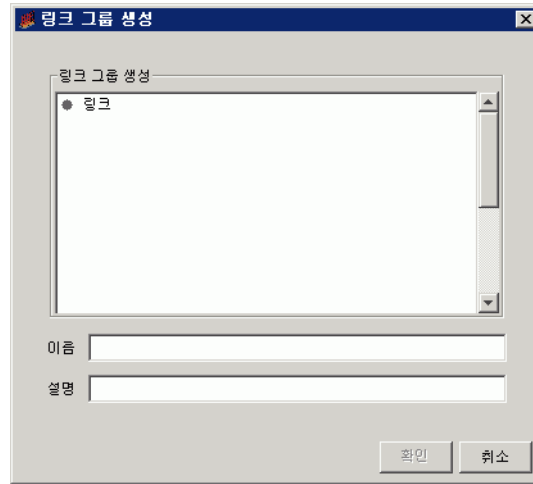 링크 그룹 생성
링크 그룹 생성
링크
이름
설명
확인
취소